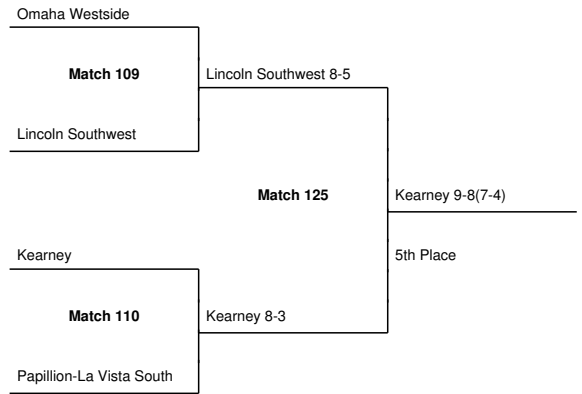 Omaha Westside
Match 109
Lincoln Southwest 8-5
Lincoln Southwest
Match 125
Kearney 9-8(7-4)
Kearney
5th Place
Match 110
Kearney 8-3
Papillion-La Vista South